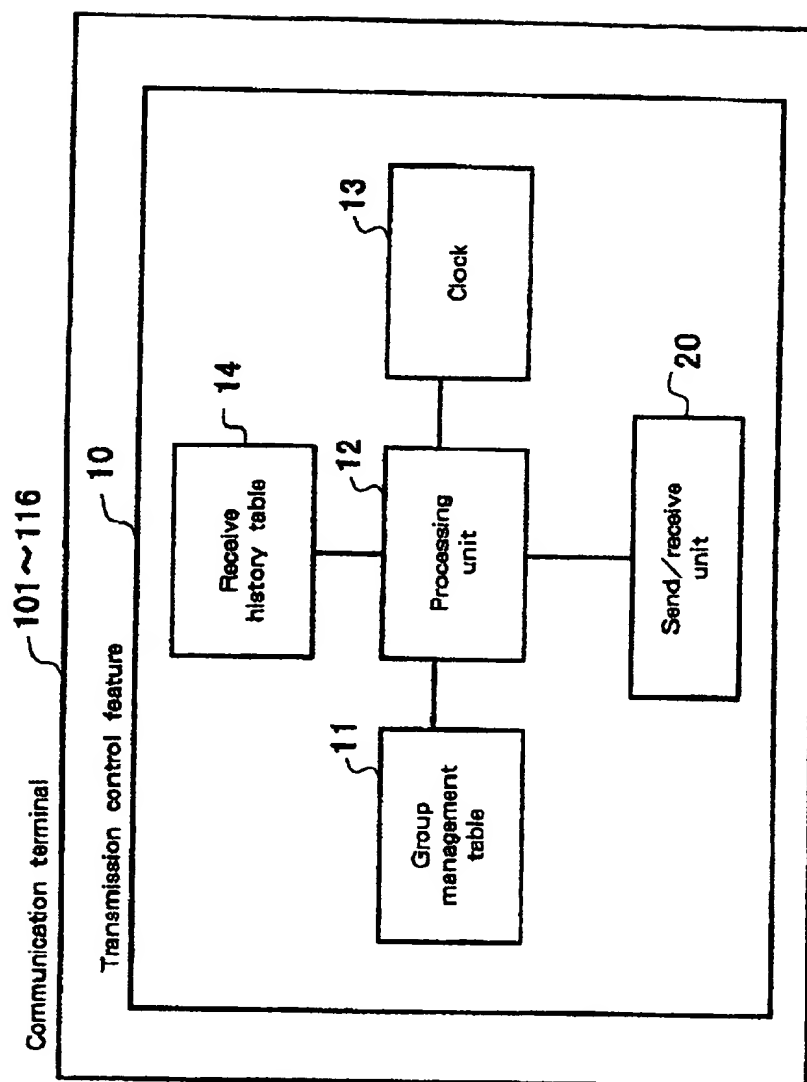 Communication terminal
101~116
Transmission control feature
10
Receive
history table
14
Group
management
table
11
Processing
unit
12
Clock
13
Send/receive
unit
20